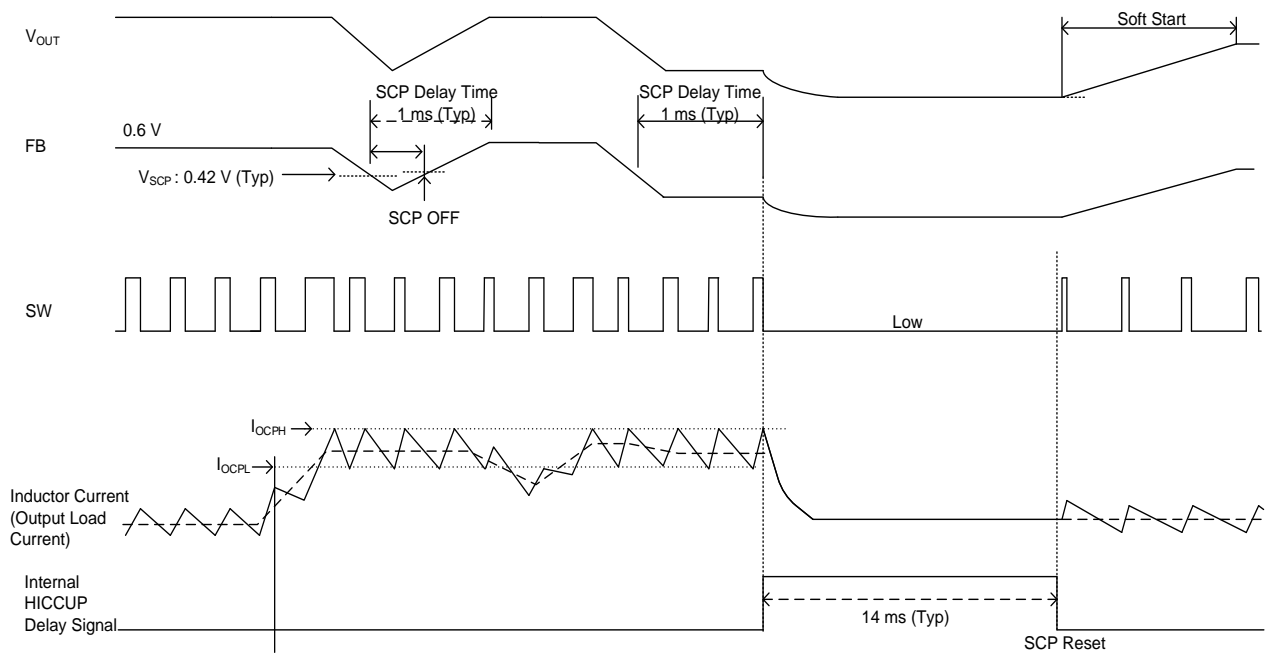 Soft Start
VOUT
SCP Delay Time
1 ms (Typ)
SCP Delay Time
1 ms (Typ)
0.6 V
FB
VSCP : 0.42 V (Typ)
SCP OFF
SW
Low
IOCPH
IOCPL
Inductor Current
(Output Load
Current)
Internal
HICCUP
Delay Signal
14 ms (Typ)
SCP Reset